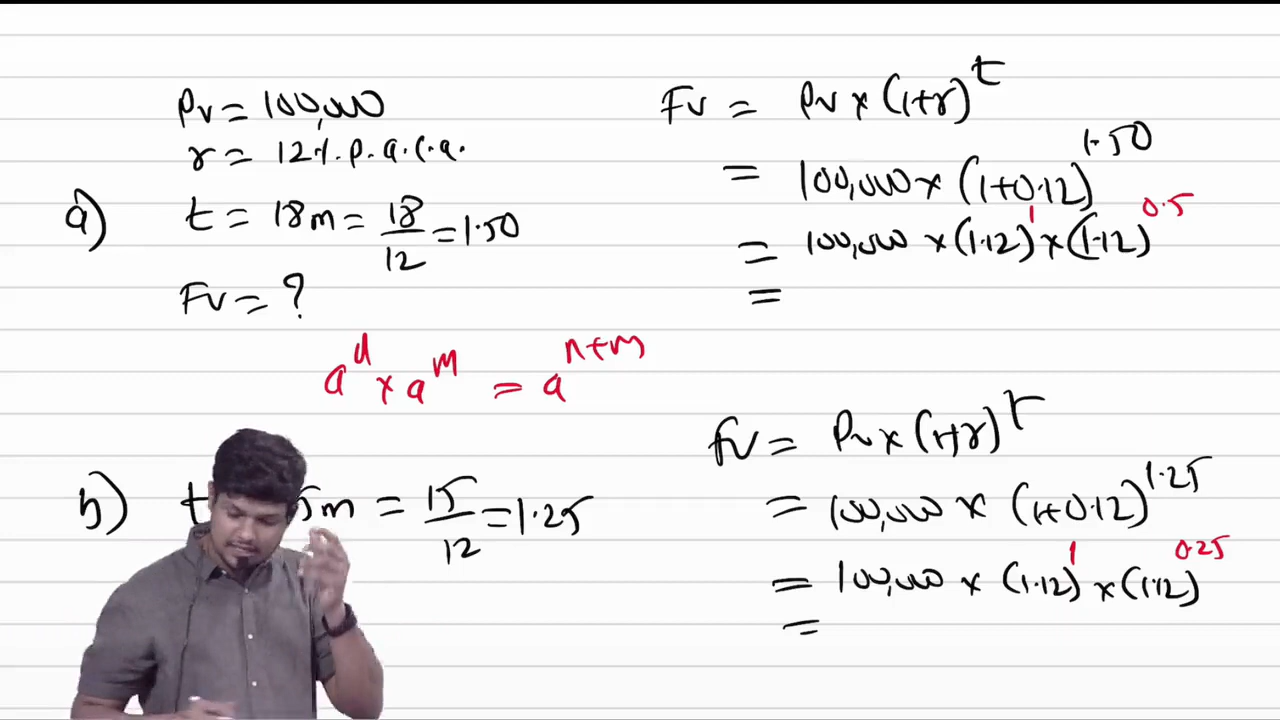 Pv = 100,000
r = 12%. p.a.c.a.
a) t = 18m = 18/12 = 1.50
Fv = ?
Fv = Pv x (1+r)^t
= 100,000 x (1+0.12)^1.50
= 100,000 x (1.12)^1 x (1.12)^0.5
=
a^n x a^m = a^n+m
b) t 5m = 15/12 = 1.25
Fv = Pv x (1+r)^t
= 100,000 x (1+0.12)^1.25
= 100,000 x (1.12)^1 x (1.12)^0.25
=